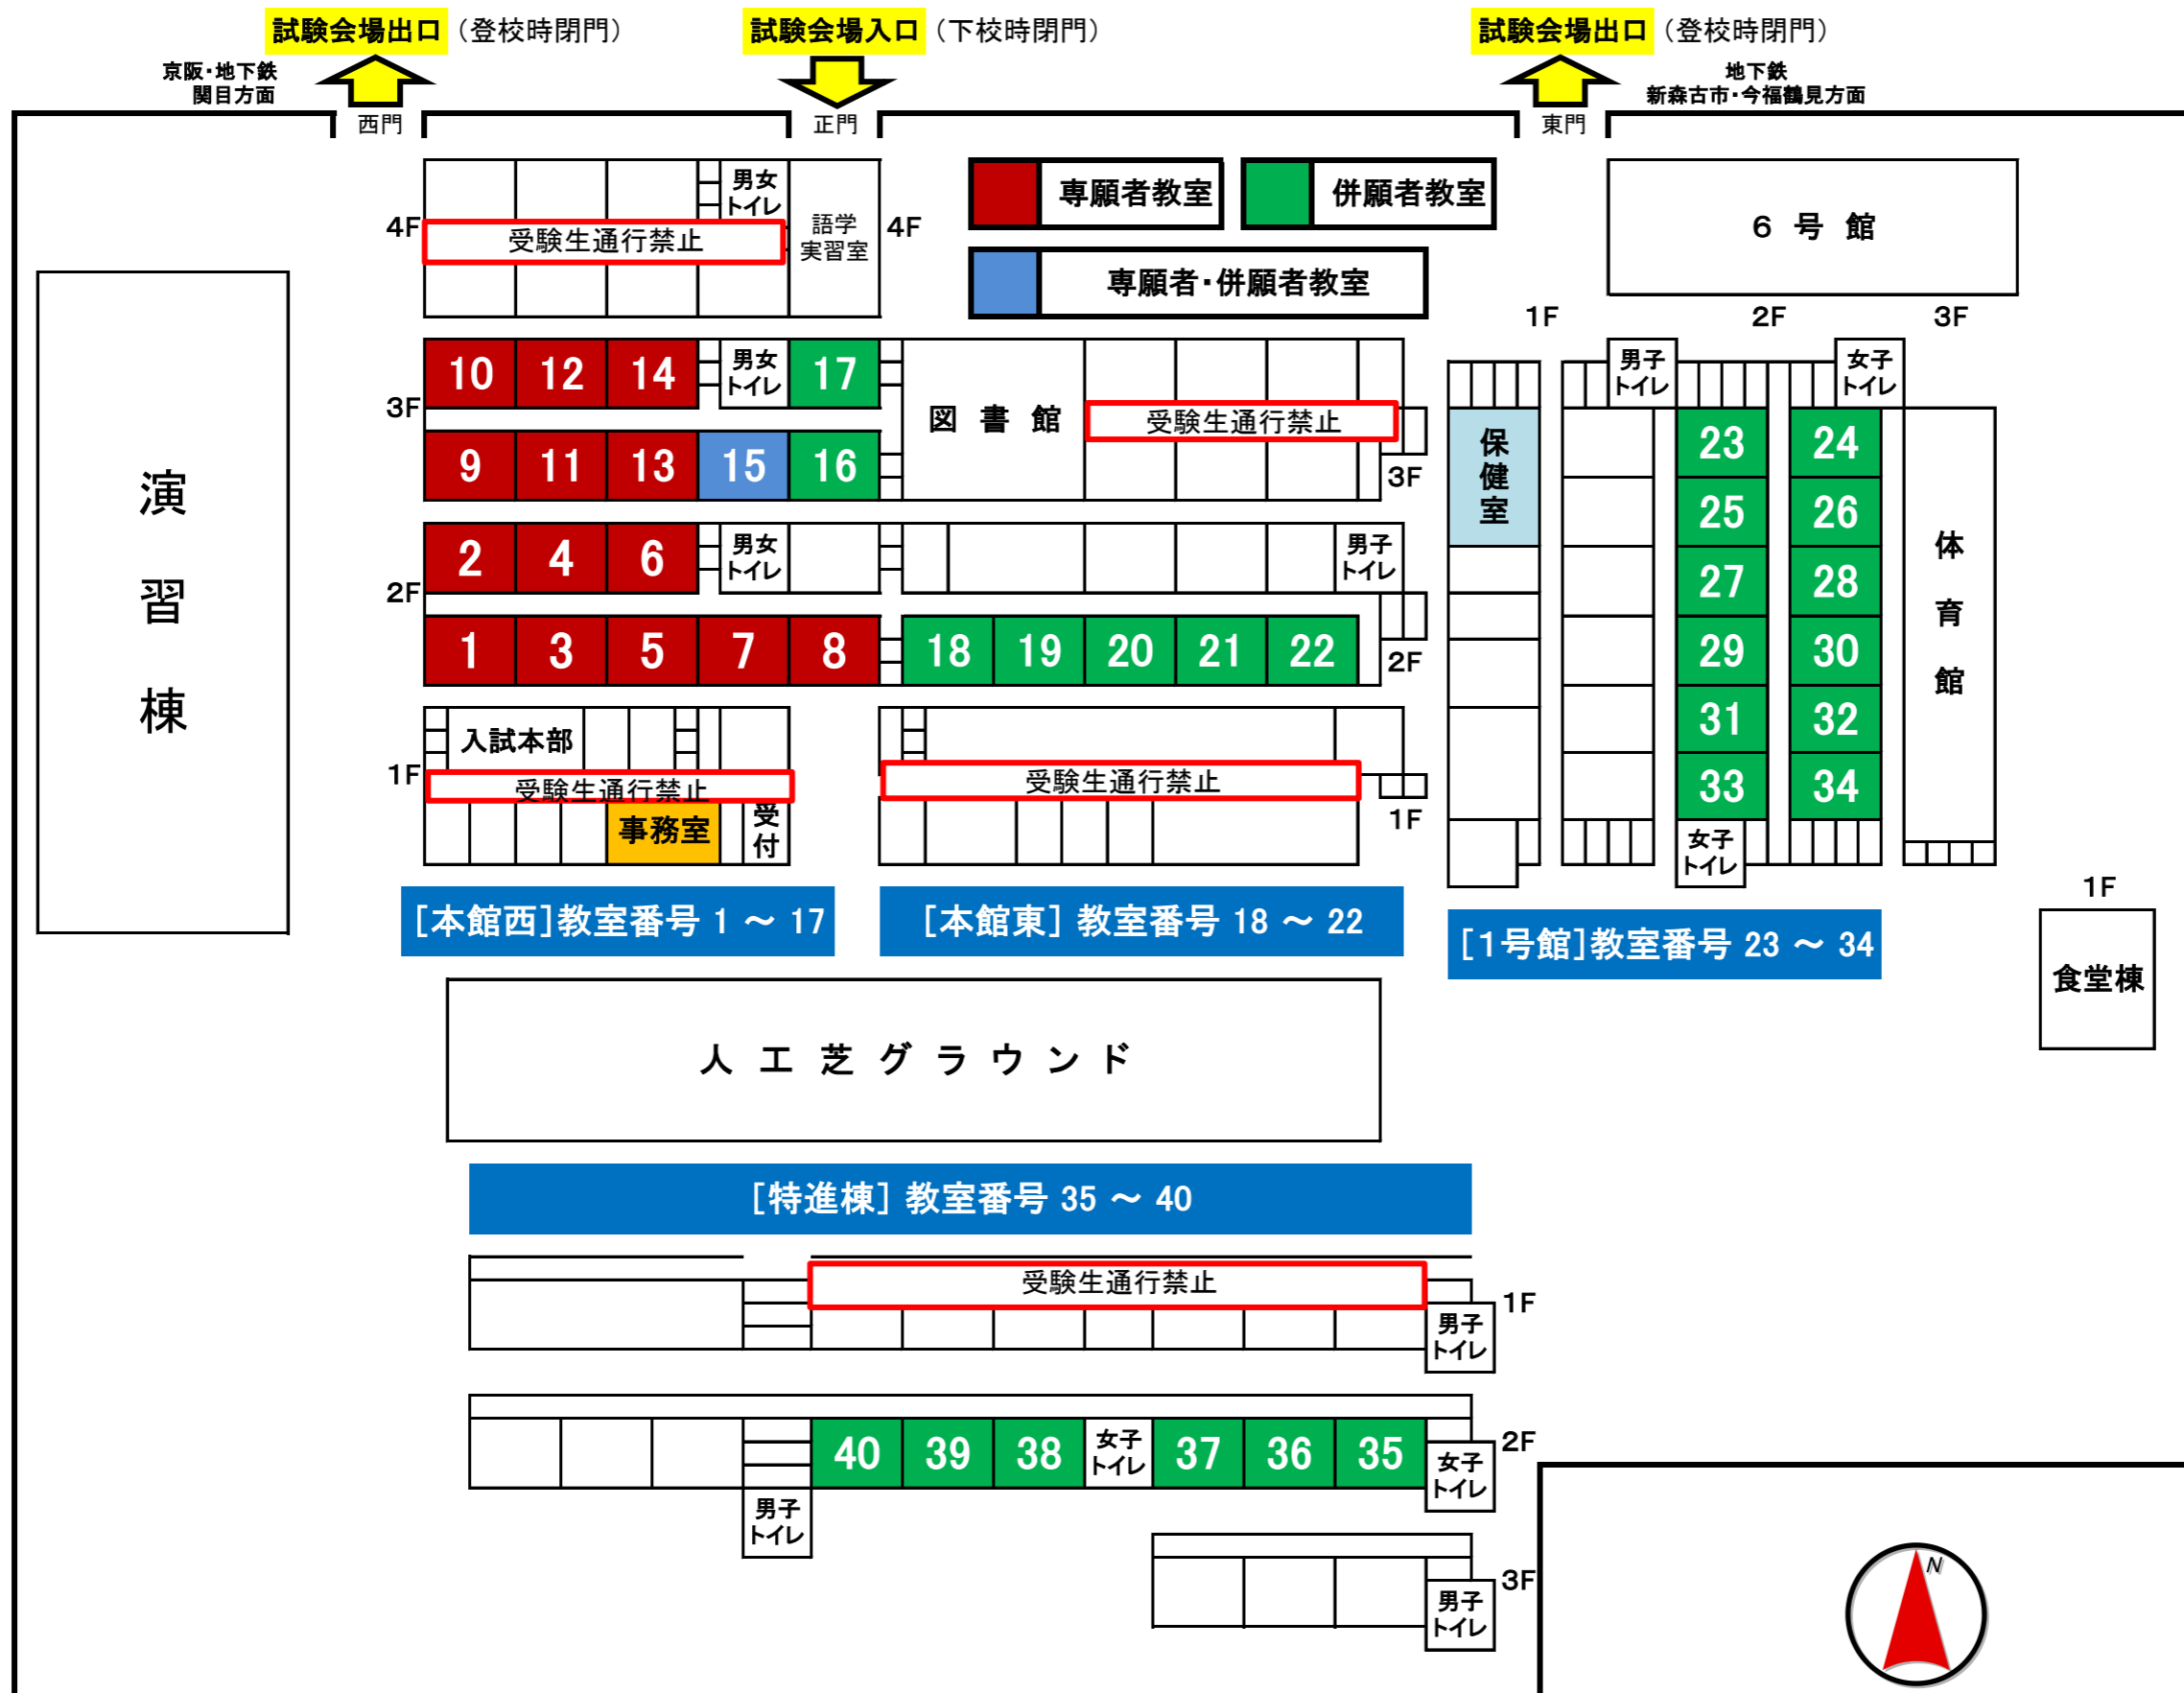 試験会場出口（登校時閉門）
試験会場入口（下校時閉門）
試験会場出口（登校時閉門）
京阪・地下鉄
関目方面
地下鉄
新森古市・今福鶴見方面
西門
正門
東門
男女
トイレ
語学
実習室
4F
4F
受験生通行禁止
専願者教室
併願者教室
専願者・併願者教室
6 号 館
1F
2F
3F
10
12
14
男女
トイレ
17
3F
9
11
13
15
16
図 書 館
受験生通行禁止
3F
2
4
6
男女
トイレ
男子
トイレ
2F
1
3
5
7
8
18
19
20
21
22
2F
入試本部
1F
受験生通行禁止
事務室
受付
受験生通行禁止
1F
演習棟
男子
トイレ
女子
トイレ
保健室
23
24
25
26
27
28
29
30
31
32
33
34
女子
トイレ
体育館
[本館西]教室番号 1 ～ 17
[本館東] 教室番号 18 ～ 22
[1号館]教室番号 23 ～ 34
1F
食堂棟
人 工 芝 グ ラ ウ ン ド
[特進棟] 教室番号 35 ～ 40
受験生通行禁止
1F
男子
トイレ
40
39
38
女子
トイレ
37
36
35
2F
女子
トイレ
男子
トイレ
3F
男子
トイレ
N